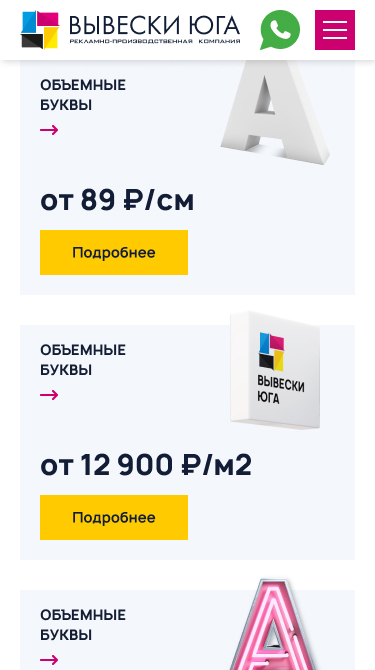 ВЫВЕСКИ ЮГА
РЕКЛАМНО-ПРОИЗВОДСТВЕННАЯ КОМПАНИЯ
ОБЪЕМНЫЕ
БУКВЫ
А
от 89 ₽/см
Подробнее
ОБЪЕМНЫЕ
БУКВЫ
ВЫВЕСКИ
ЮГА
от 12 900 ₽/м2
Подробнее
ОБЪЕМНЫЕ
БУКВЫ
А